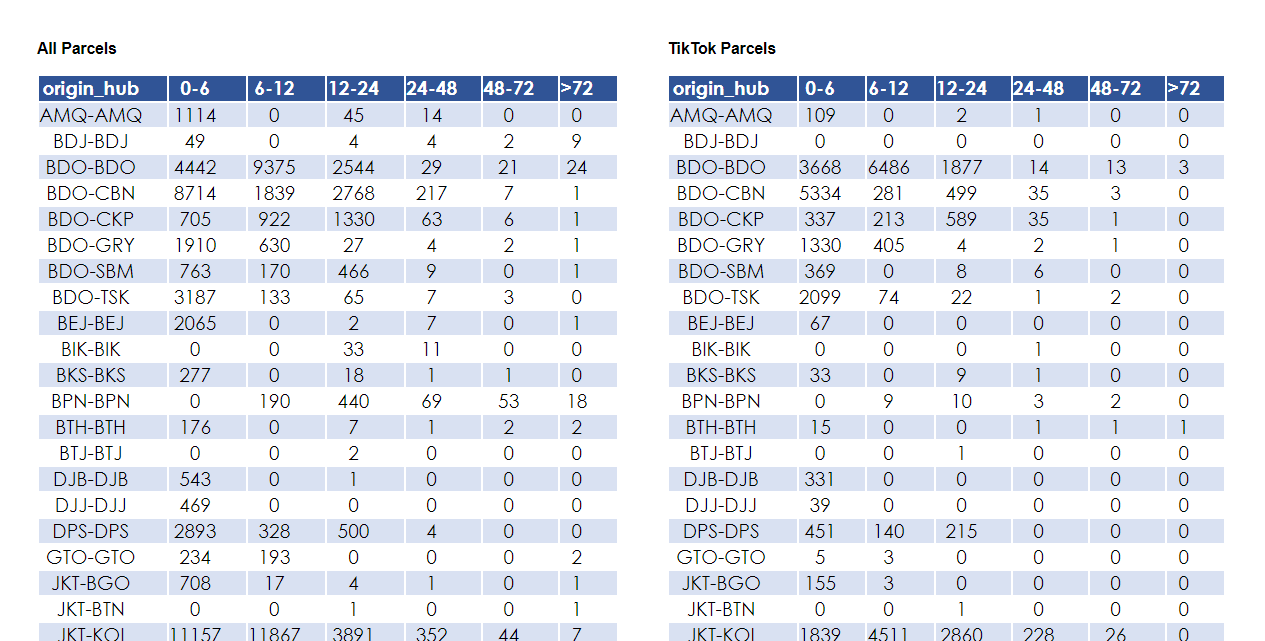 All Parcels
origin_hub 0-6 6-12 12-24 24-48 48-72 >72
AMQ-AMQ 1114 0 45 14 0 0
BDJ-BDJ 49 0 4 4 2 9
BDO-BDO 4442 9375 2544 29 21 24
BDO-CBN 8714 1839 2768 217 7 1
BDO-CKP 705 922 1330 63 6 1
BDO-GRY 1910 630 27 4 2 1
BDO-SBM 763 170 466 9 0 1
BDO-TSK 3187 133 65 7 3 0
BEJ-BEJ 2065 0 2 7 0 1
BIK-BIK 0 0 33 11 0 0
BKS-BKS 277 0 18 1 1 0
BPN-BPN 0 190 440 69 53 18
BTH-BTH 176 0 7 1 2 2
BTJ-BTJ 0 0 2 0 0 0
DJB-DJB 543 0 1 0 0 0
DJJ-DJJ 469 0 0 0 0 0
DPS-DPS 2893 328 500 4 0 0
GTO-GTO 234 193 0 0 0 2
JKT-BGO 708 17 4 1 0 1
JKT-BTN 0 0 1 0 0 1
JKT-KOL 11157 11867 3891 352 44 7
TikTok Parcels
origin_hub 0-6 6-12 12-24 24-48 48-72 >72
AMQ-AMQ 109 0 2 1 0 0
BDJ-BDJ 0 0 0 0 0 0
BDO-BDO 3668 6486 1877 14 13 3
BDO-CBN 5334 281 499 35 3 0
BDO-CKP 337 213 589 35 1 0
BDO-GRY 1330 405 4 2 1 0
BDO-SBM 369 0 8 6 0 0
BDO-TSK 2099 74 22 1 2 0
BEJ-BEJ 67 0 0 0 0 0
BIK-BIK 0 0 0 1 0 0
BKS-BKS 33 0 9 1 0 0
BPN-BPN 0 9 10 3 2 0
BTH-BTH 15 0 0 1 1 1
BTJ-BTJ 0 0 1 0 0 0
DJB-DJB 331 0 0 0 0 0
DJJ-DJJ 39 0 0 0 0 0
DPS-DPS 451 140 215 0 0 0
GTO-GTO 5 3 0 0 0 0
JKT-BGO 155 3 0 0 0 0
JKT-BTN 0 0 1 0 0 0
JKT-KOL 1839 4511 2860 228 26 0